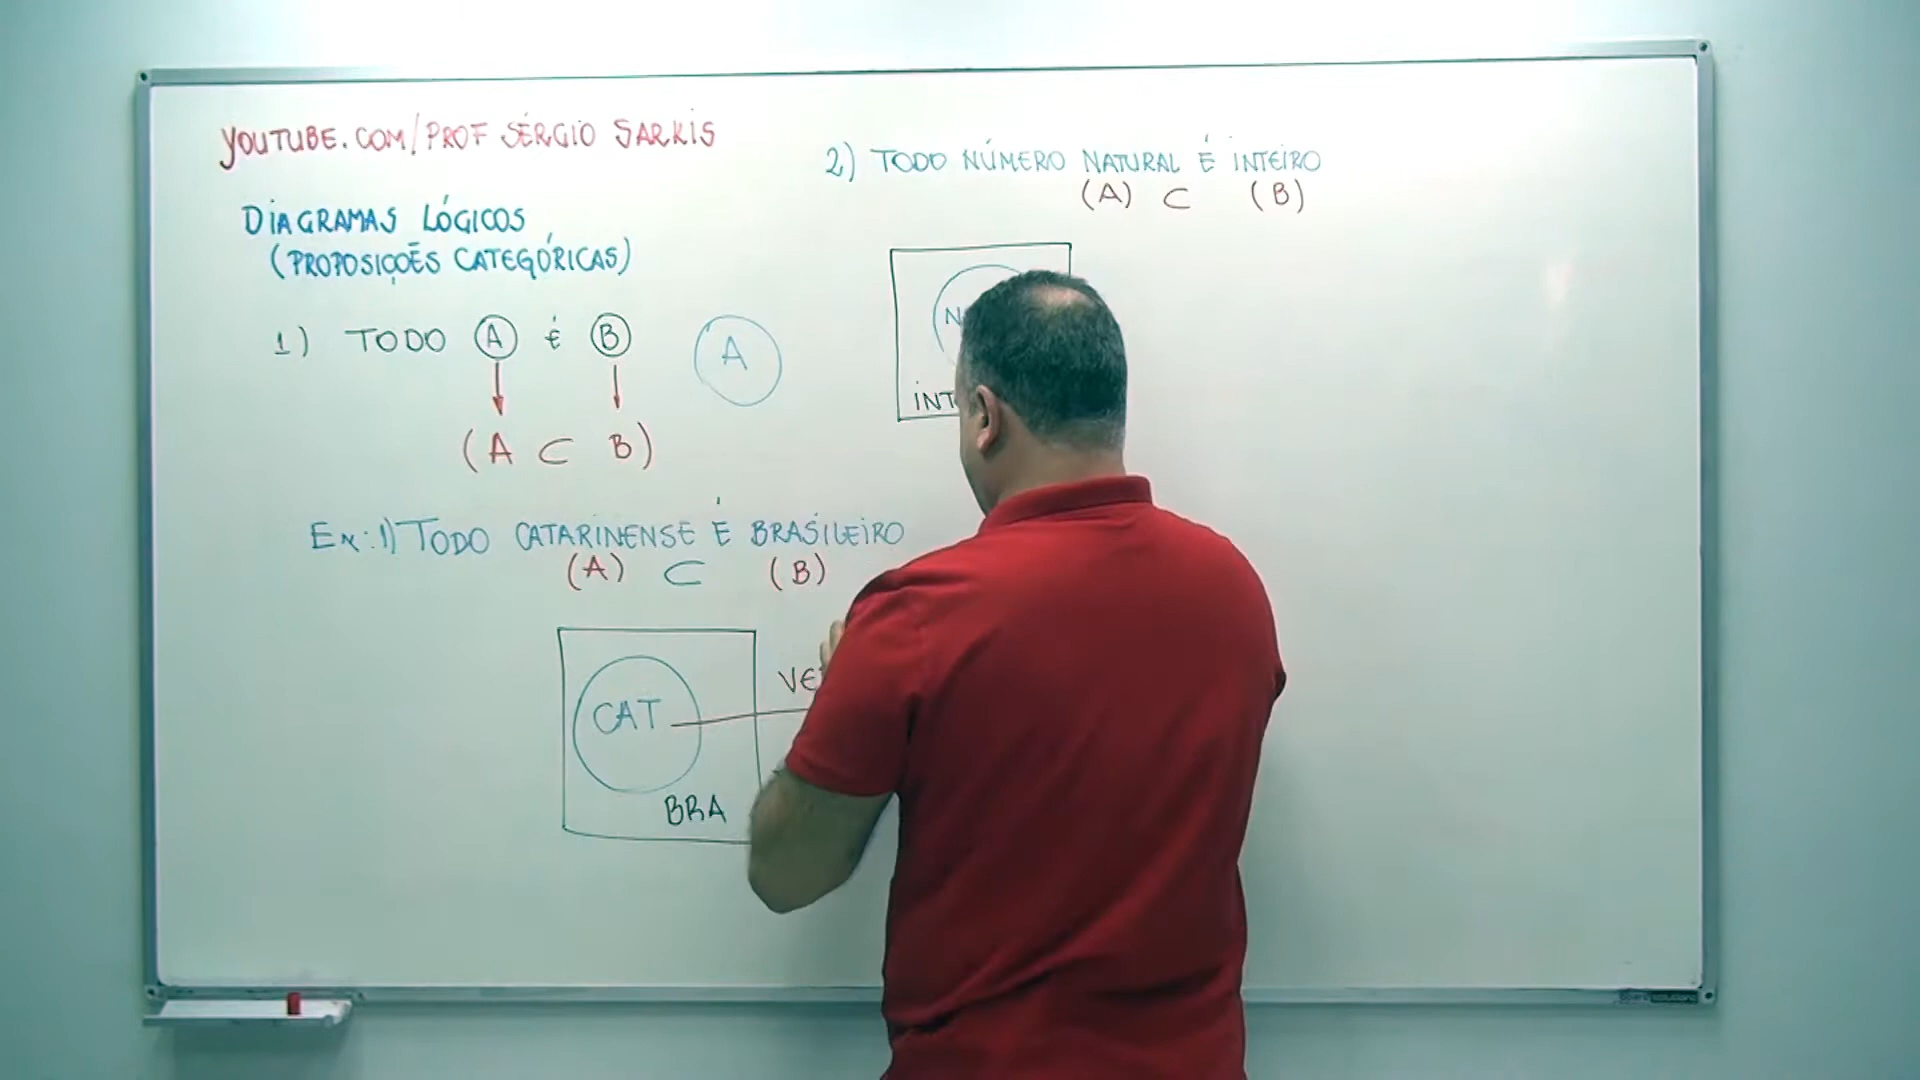 YOUTUBE.COM/PROF SÉRGIO SARKIS
DIAGRAMAS LÓGICOS
(PROPOSIÇÕES CATEGÓRICAS)
1) TODO A É B
A
(A ⊂ B)
Ex:1) TODO CATARINENSE É BRASILEIRO
(A) ⊂ (B)
CAT
BRA
2) TODO NÚMERO NATURAL É INTEIRO
(A) ⊂ (B)